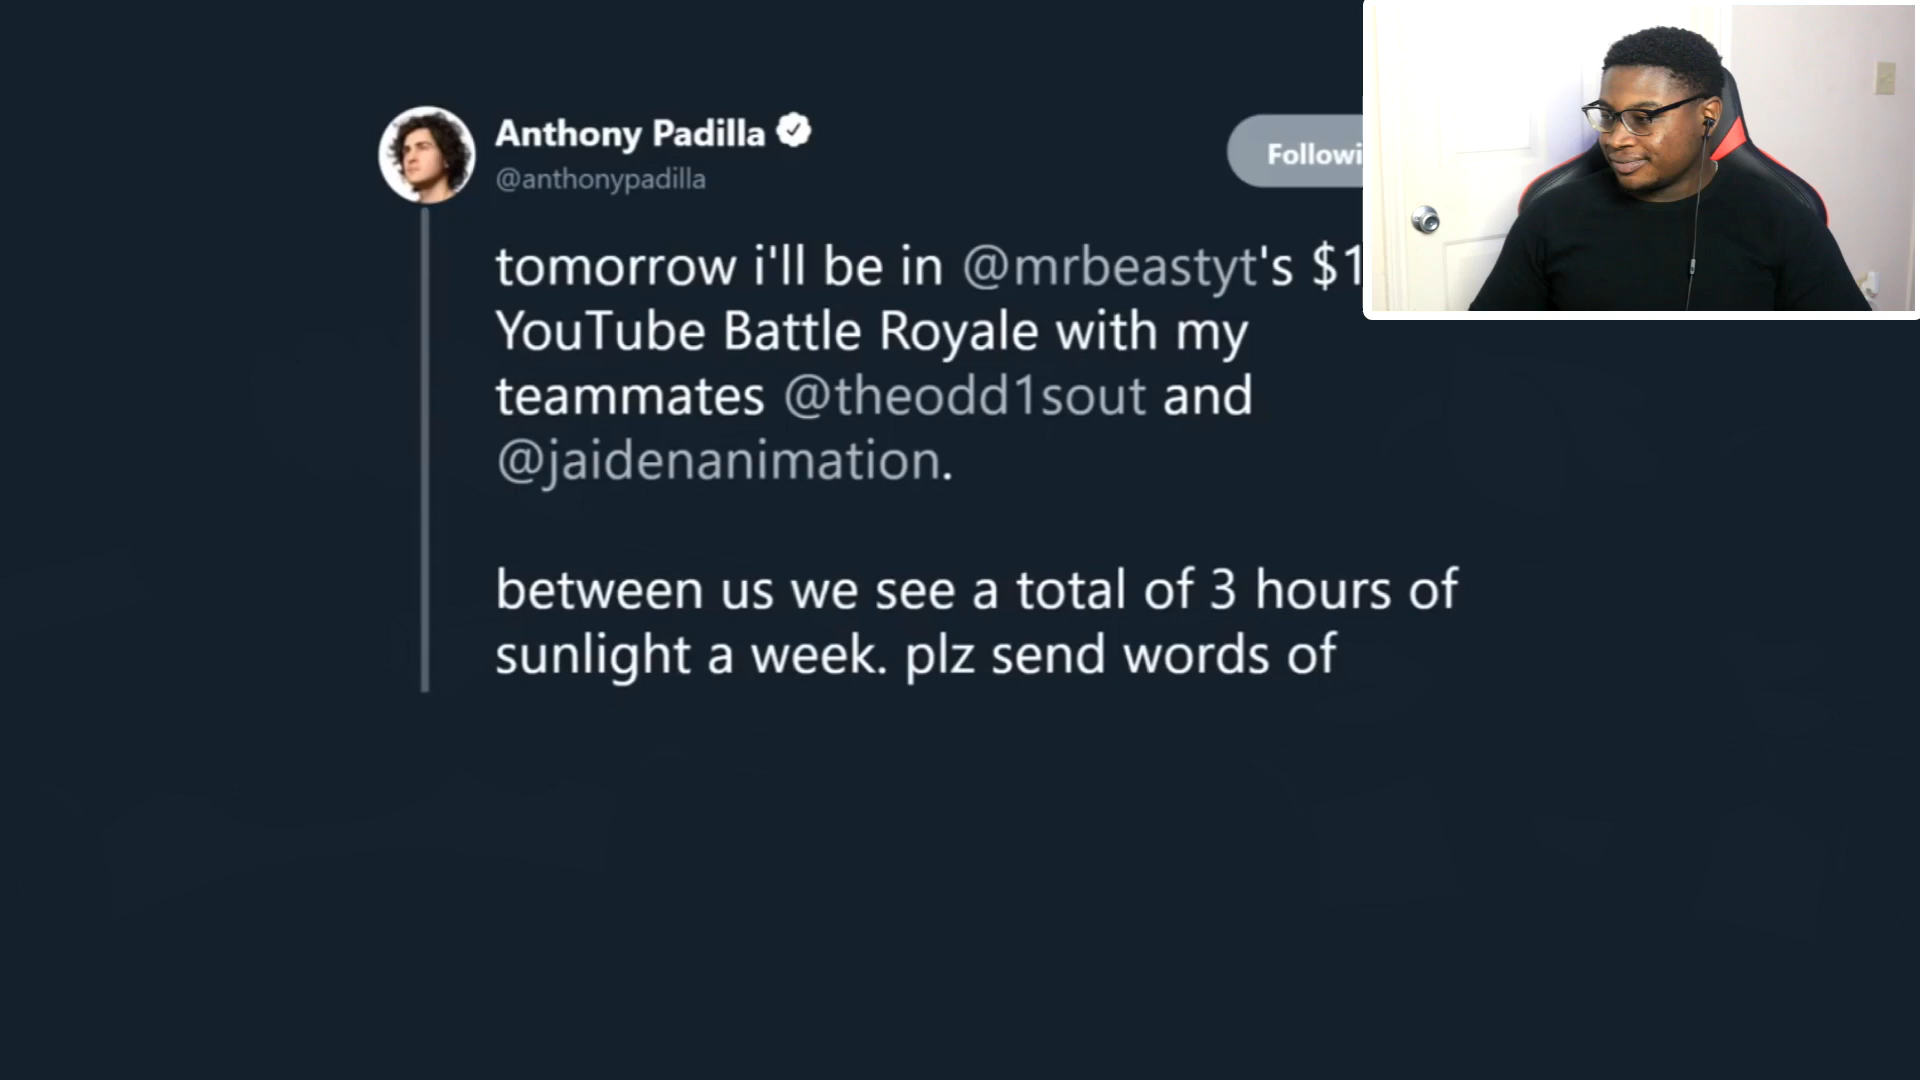 Anthony Padilla
@anthonypadilla
Followi
tomorrow i'll be in @mrbeastyt's $1
YouTube Battle Royale with my
teammates @theodd1sout and
@jaidenanimation.
between us we see a total of 3 hours of
sunlight a week. plz send words of